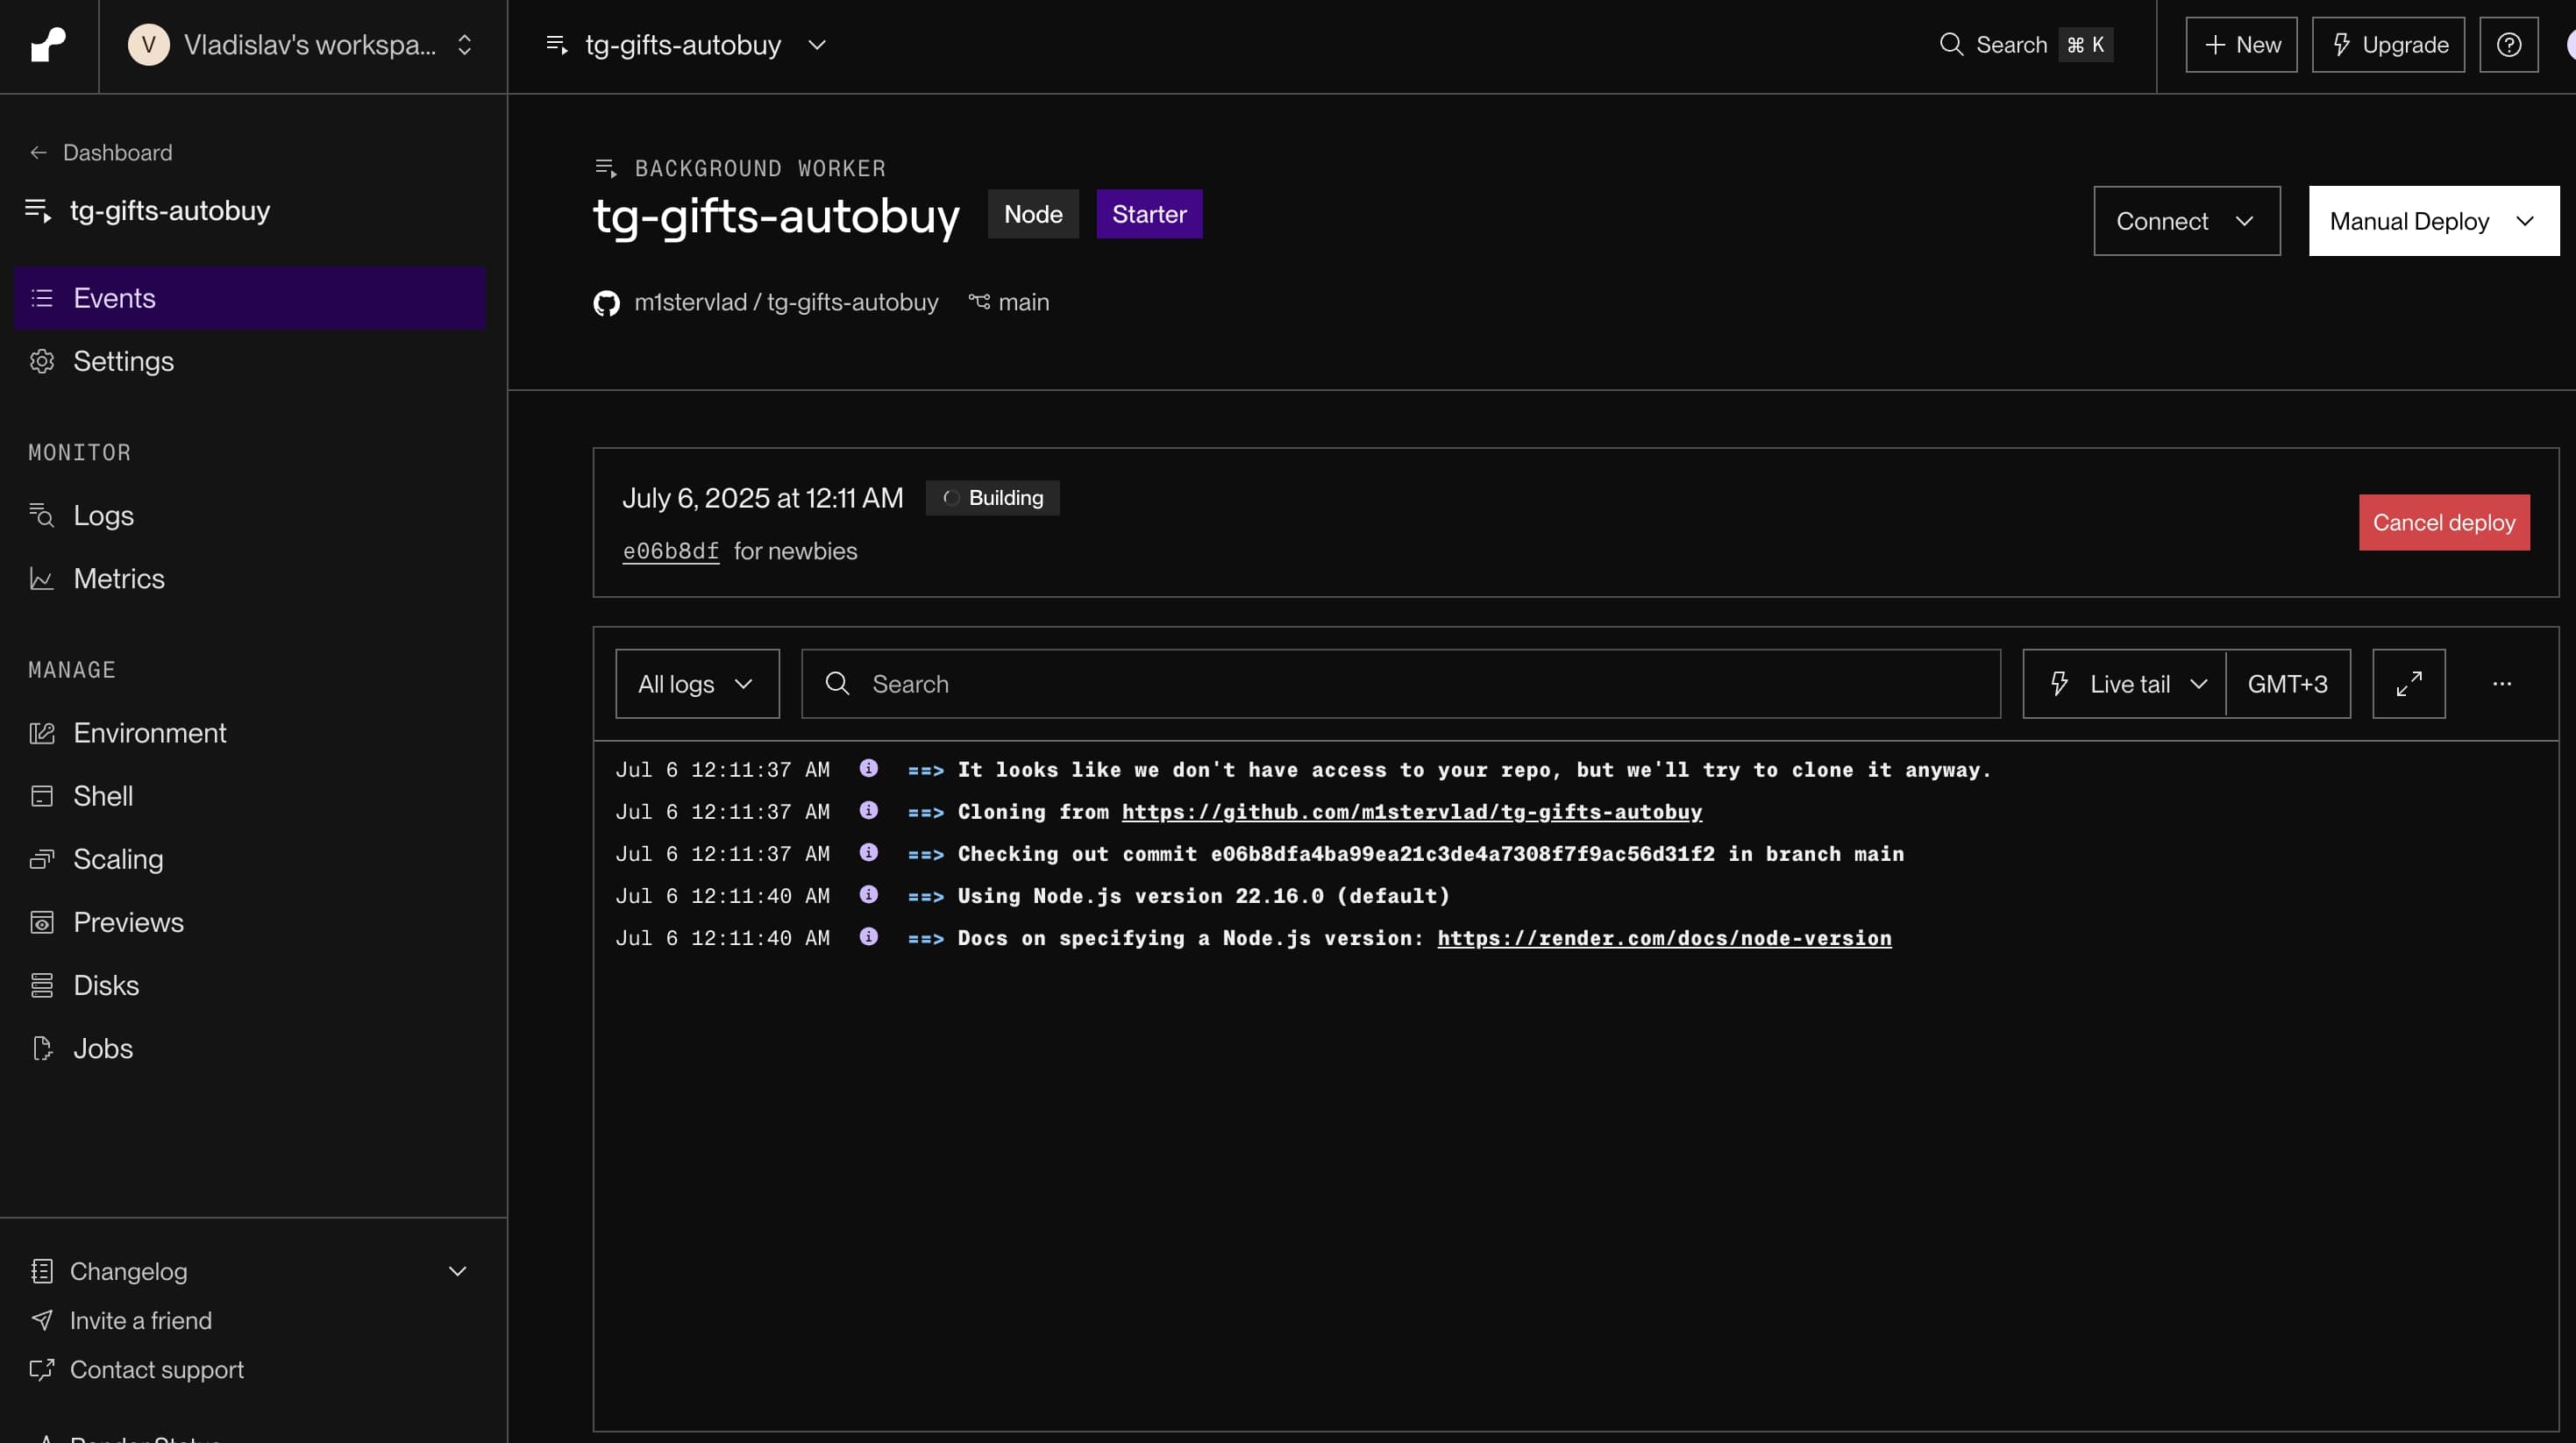 V Vladislav's workspa...
tg-gifts-autobuy
Search ⌘ K
+ New
Upgrade
Dashboard
tg-gifts-autobuy
Events
Settings
MONITOR
Logs
Metrics
MANAGE
Environment
Shell
Scaling
Previews
Disks
Jobs
Changelog
Invite a friend
Contact support
Render Status
BACKGROUND WORKER
tg-gifts-autobuy Node Starter
Connect
Manual Deploy
m1stervlad / tg-gifts-autobuy main
July 6, 2025 at 12:11 AM Building
e06b8df for newbies
Cancel deploy
All logs
Search
Live tail
GMT+3
Jul 6 12:11:37 AM ==> It looks like we don't have access to your repo, but we'll try to clone it anyway.
Jul 6 12:11:37 AM ==> Cloning from https://github.com/m1stervlad/tg-gifts-autobuy
Jul 6 12:11:37 AM ==> Checking out commit e06b8dfa4ba99ea21c3de4a7308f7f9ac56d31f2 in branch main
Jul 6 12:11:40 AM ==> Using Node.js version 22.16.0 (default)
Jul 6 12:11:40 AM ==> Docs on specifying a Node.js version: https://render.com/docs/node-version